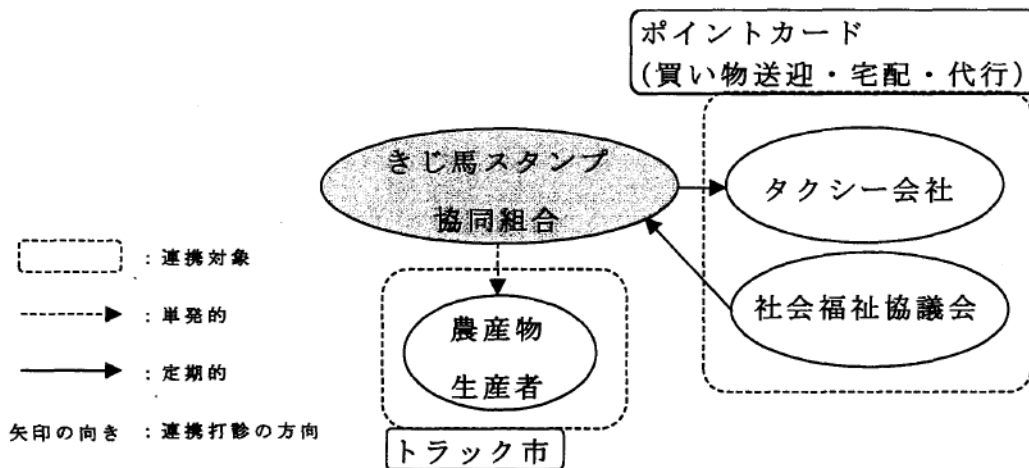 ポイントカード
(買い物送迎・宅配・代行)
きじ馬スタンプ
協同組合
タクシー会社
社会福祉協議会
農産物
生産者
トラック市
：連携対象
：単発的
：定期的
矢印の向き ：連携打診の方向